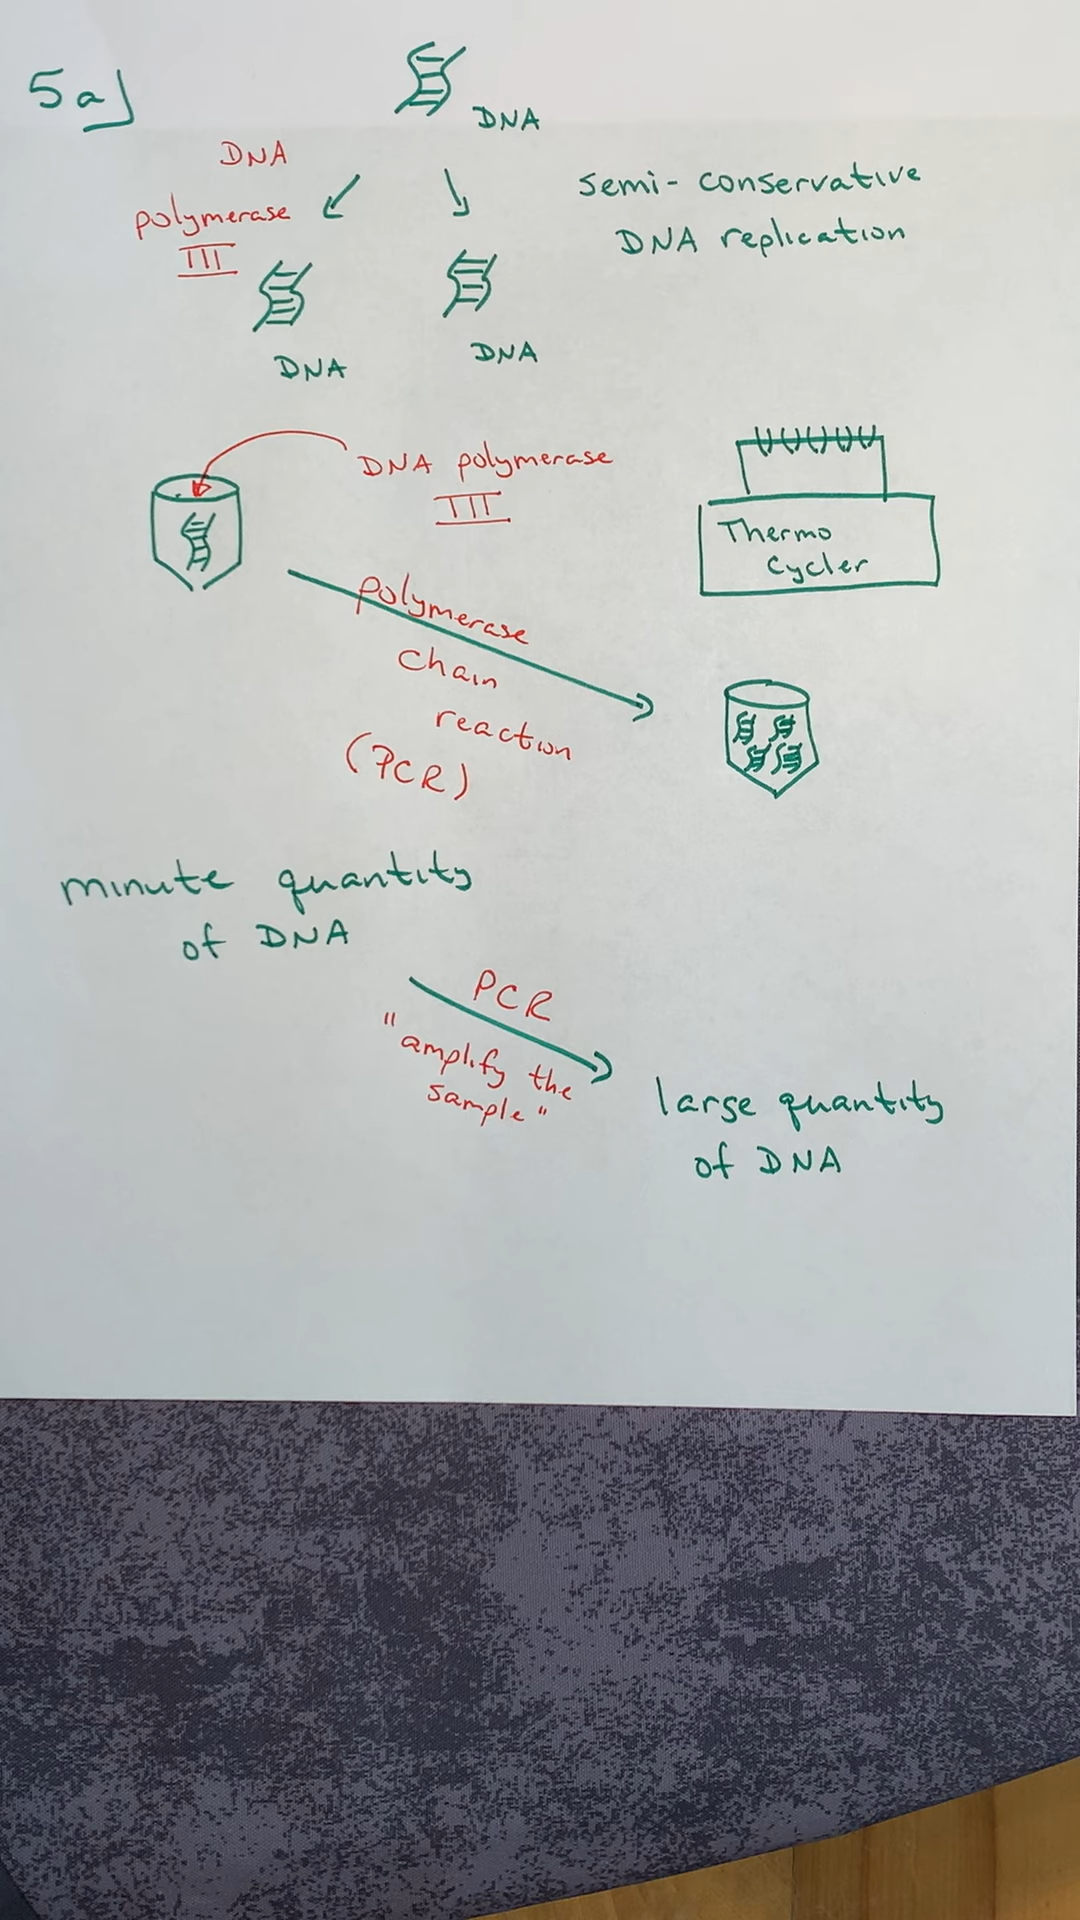 5a)
DNA
DNA
polymerase
III
semi-conservative
DNA replication
DNA
DNA
DNA polymerase
III
Thermo
Cycler
polymerase
chain
reaction
(PCR)
minute quantity
of DNA
PCR
"amplify the
sample"
large quantity
of DNA